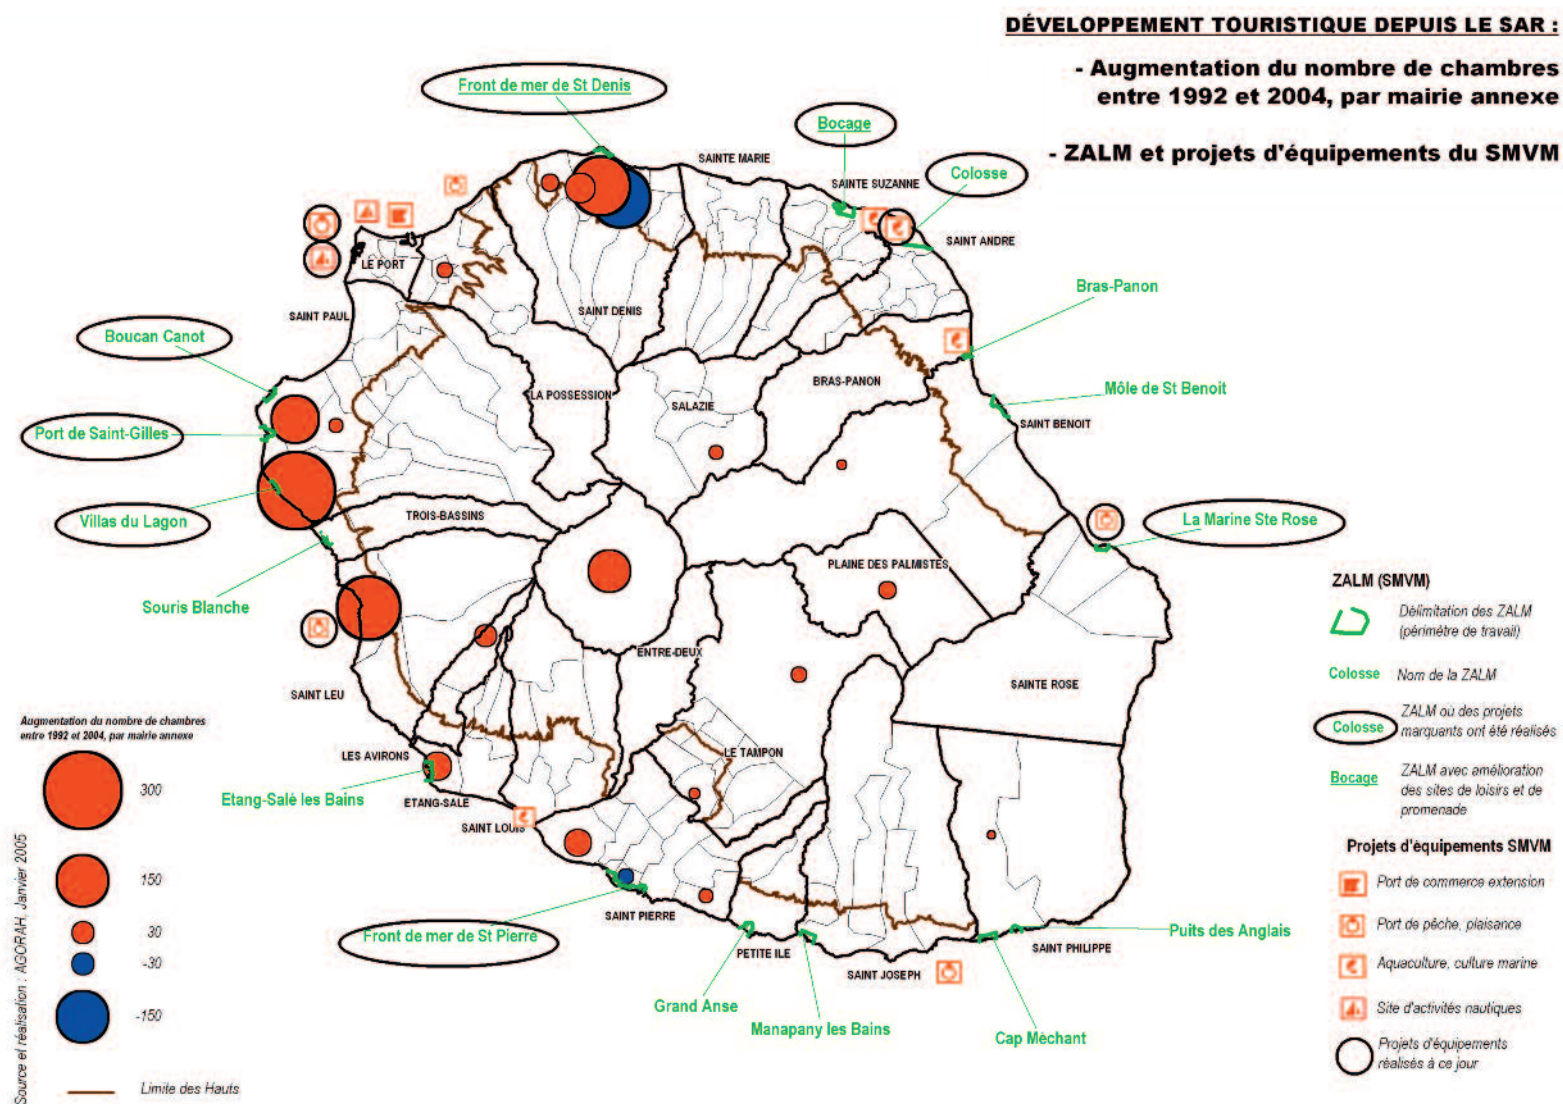 DÉVELOPPEMENT TOURISTIQUE DEPUIS LE SAR :
- Augmentation du nombre de chambres
entre 1992 et 2004, par mairie annexe
- ZALM et projets d'équipements du SMVM
Front de mer de St Denis
Bocage
Colosse
SAINTE MARIE
SAINTE SUZANNE
SAINT ANDRE
LE PORT
SAINT PAUL
SAINT DENIS
Bras-Panon
Boucan Canot
LA POSSESSION
SALAZIE
BRAS-PANON
Môle de St Benoit
SAINT BENOIT
Port de Saint-Gilles
Villas du Lagon
TROIS-BASSINS
La Marine Ste Rose
PLAINE DES PALMISTES
Souris Blanche
ENTRE-DEUX
SAINTE ROSE
SAINT LEU
LES AVIRONS
LE TAMPON
Etang-Salé les Bains
ETANG-SALE
SAINT LOUIS
SAINT PIERRE
Front de mer de St Pierre
PETITE ILE
SAINT JOSEPH
SAINT PHILIPPE
Puits des Anglais
Grand Anse
Manapany les Bains
Cap Méchant
Augmentation du nombre de chambres
entre 1992 et 2004, par mairie annexe
300
150
30
-30
-150
Limite des Hauts
Source et réalisation : AGORAH, Janvier 2005
ZALM (SMVM)
Délimitation des ZALM
(périmètre de travail)
Colosse
Nom de la ZALM
Colosse
ZALM où des projets
marquants ont été réalisés
Bocage
ZALM avec amélioration
des sites de loisirs et de
promenade
Projets d'équipements SMVM
Port de commerce extension
Port de pêche, plaisance
Aquaculture, culture marine
Site d'activités nautiques
Projets d'équipements
réalisés à ce jour